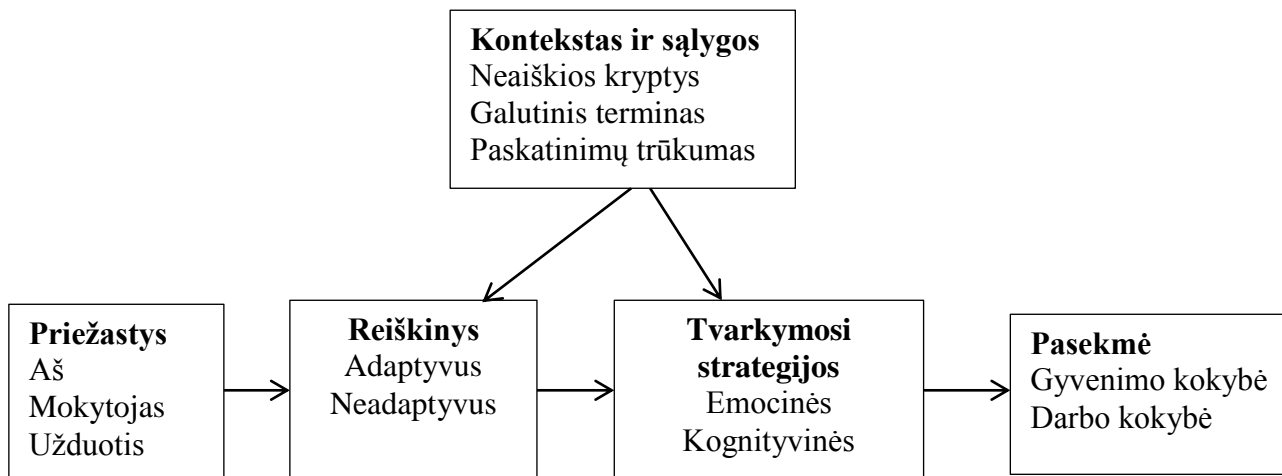 Kontekstas ir sąlygos
Neaiškios kryptys
Galutinis terminas
Paskatinimų trūkumas
Priežastys
Aš
Mokytojas
Užduotis
Reiškinys
Adaptyvus
Neadaptyvus
Tvarkymosi
strategijos
Emocinės
Kognityvinės
Pasekmė
Gyvenimo kokybė
Darbo kokybė